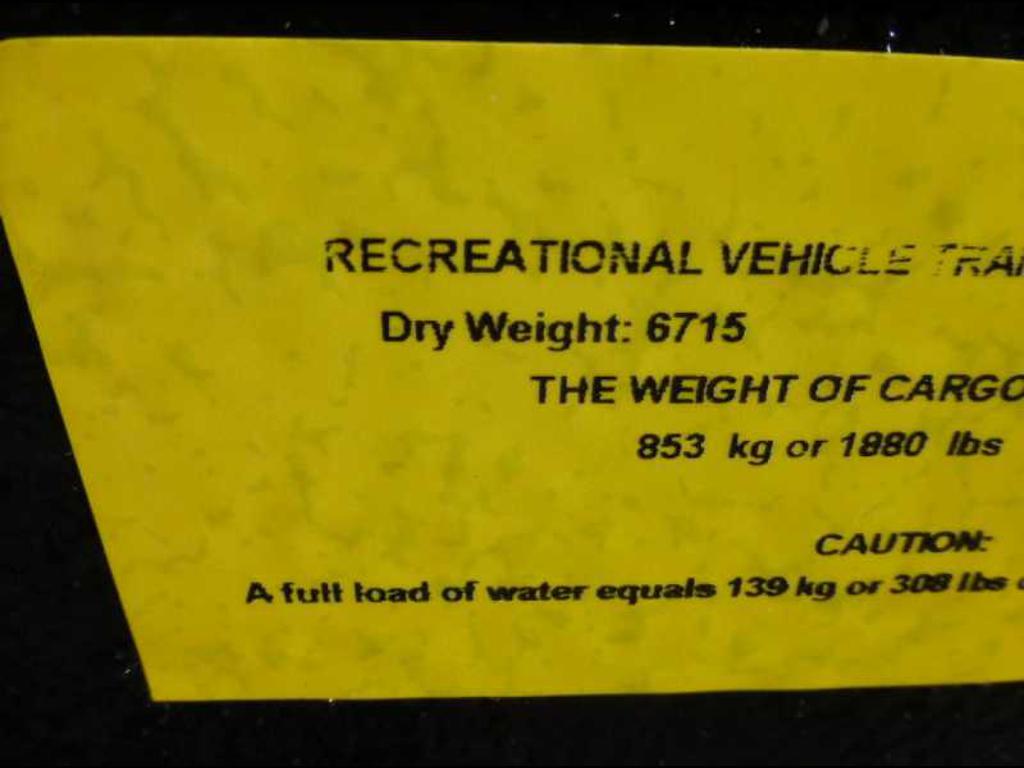 RECREATIONAL VEHICLE TRA
Dry Weight: 6715
THE WEIGHT OF CARGO
853 kg or 1880 lbs
CAUTION:
A full load of water equals 139 kg or 308 lbs